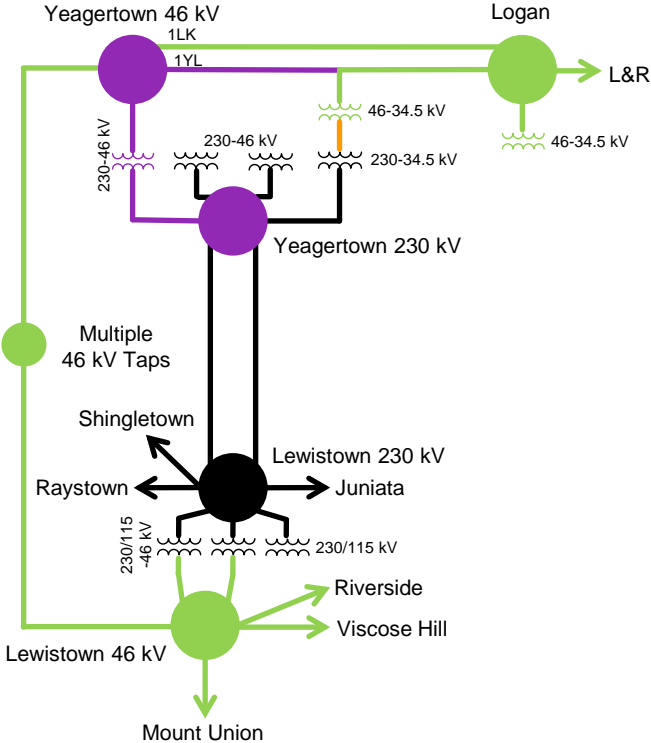 Yeagertown 46 kV
Logan
1LK
1YL
L&R
46-34.5 kV
46-34.5 kV
230-46 kV
230-46 kV
230-34.5 kV
Yeagertown 230 kV
Multiple
46 kV Taps
Shingletown
Lewistown 230 kV
Raystown
Juniata
230/115
-46 kV
230/115 kV
Riverside
Viscose Hill
Lewistown 46 kV
Mount Union